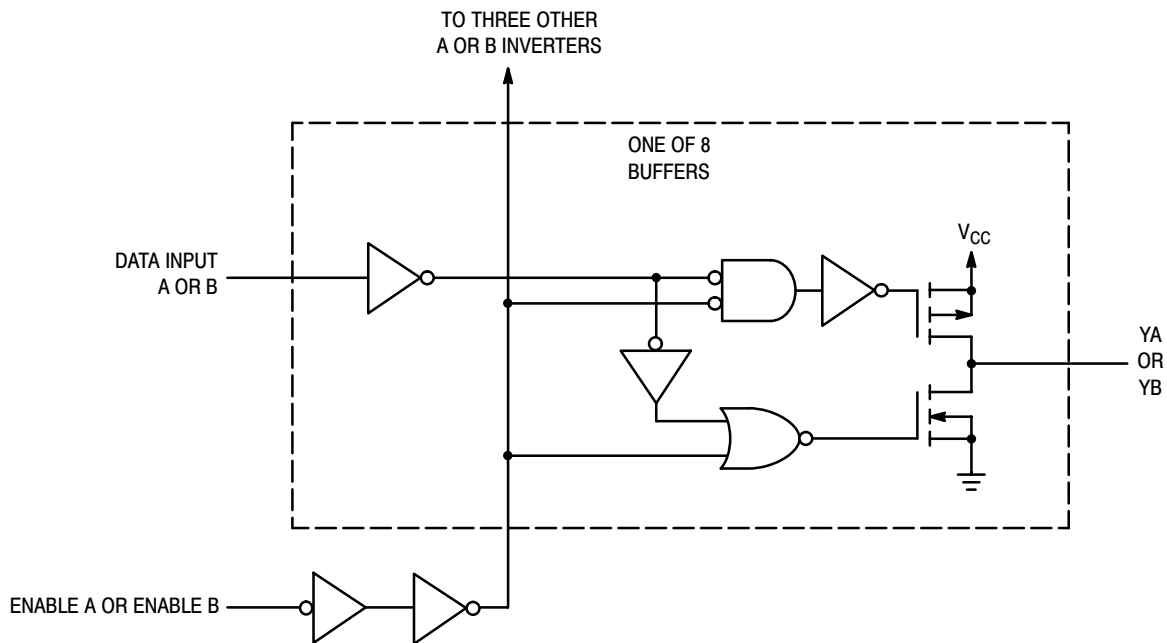 TO THREE OTHER
A OR B INVERTERS
ONE OF 8
BUFFERS
VCC
DATA INPUT
A OR B
YA
OR
YB
ENABLE A OR ENABLE B